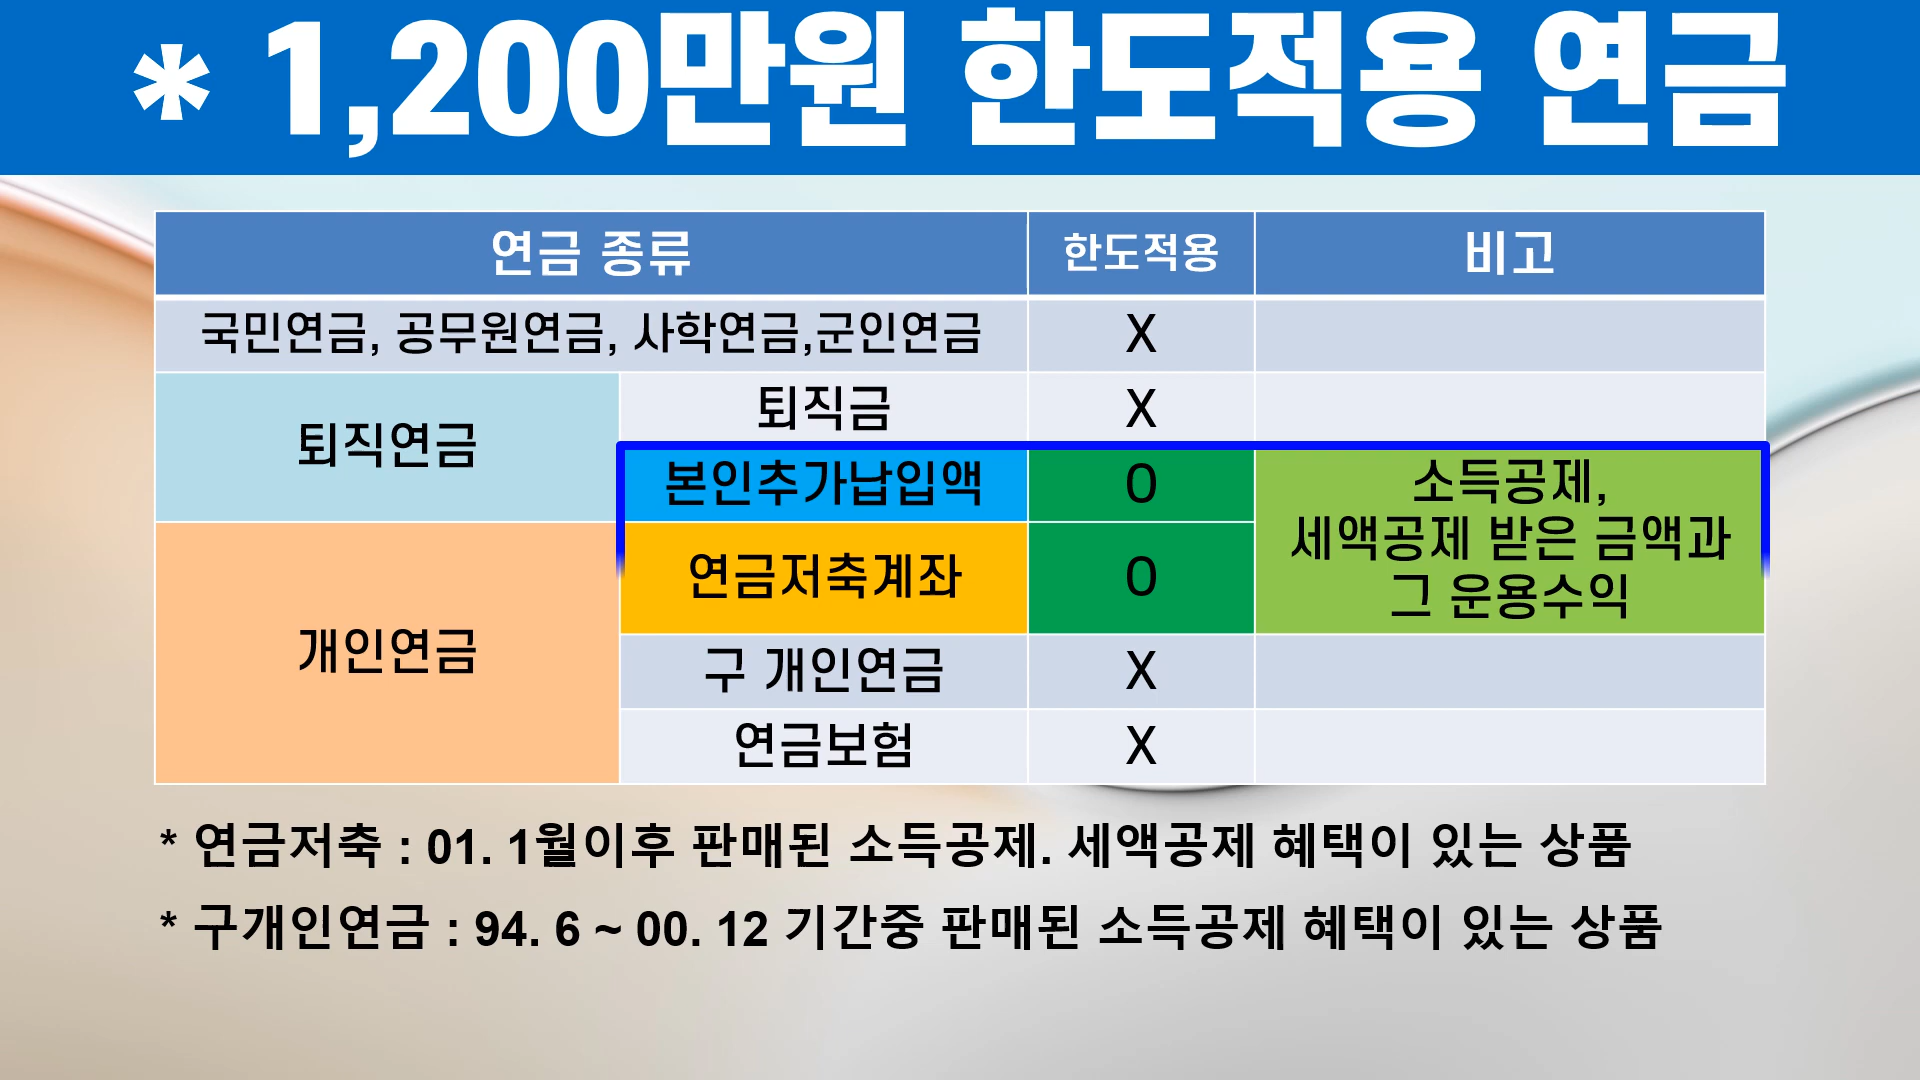 * 1,200만원 한도적용 연금
연금 종류 한도적용 비고
국민연금, 공무원연금, 사학연금,군인연금 X
퇴직연금
퇴직금 X
본인추가납입액 O
소득공제,
세액공제 받은 금액과
그 운용수익
개인연금
연금저축계좌 O
구 개인연금 X
연금보험 X
* 연금저축 : 01. 1월이후 판매된 소득공제. 세액공제 혜택이 있는 상품
* 구개인연금 : 94. 6 ~ 00. 12 기간중 판매된 소득공제 혜택이 있는 상품